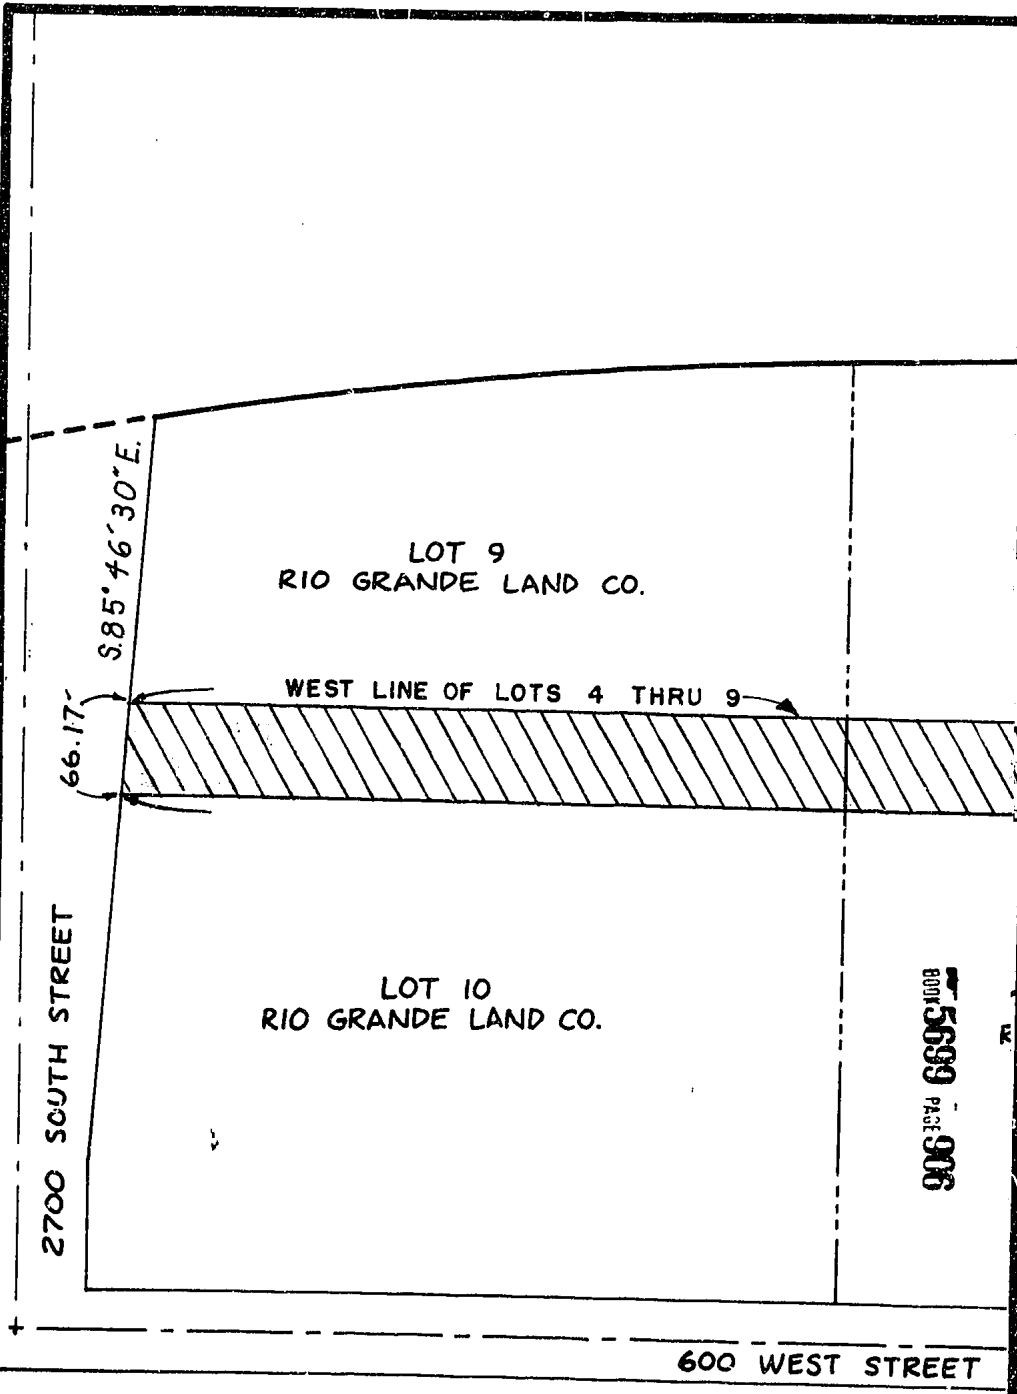 S.85°46'30"E.
LOT 9
RIO GRANDE LAND CO.
WEST LINE OF LOTS 4 THRU 9
66.17'
LOT 10
RIO GRANDE LAND CO.
2700 SOUTH STREET
BOOK 5699 PAGE 906
600 WEST STREET